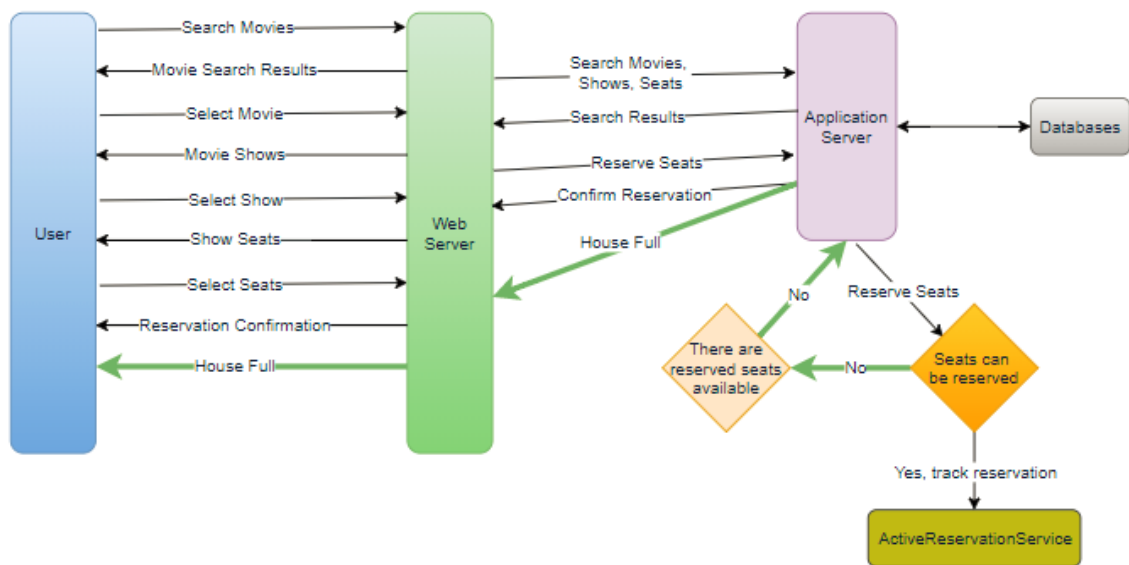 Search Movies
Movie Search Results
Select Movie
Movie Shows
Select Show
Show Seats
Select Seats
Reservation Confirmation
House Full
User
Web
Server
Search Movies,
Shows, Seats
Search Results
Reserve Seats
Confirm Reservation
House Full
Application
Server
Databases
No
Reserve Seats
There are
reserved seats
available
No
Seats can
be reserved
Yes, track reservation
ActiveReservationService